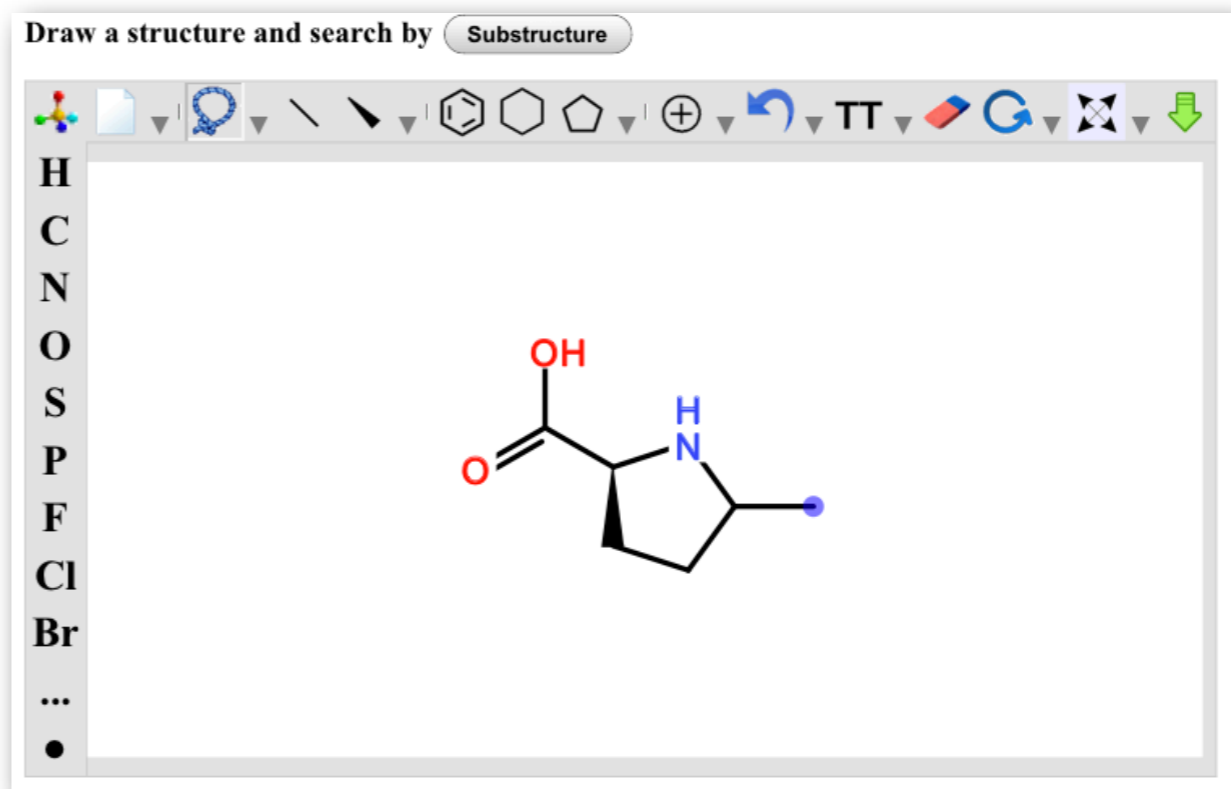 Draw a structure and search by Substructure
TT
H
C
N
O
S
P
F
Cl
Br
...
OH
H
N
O